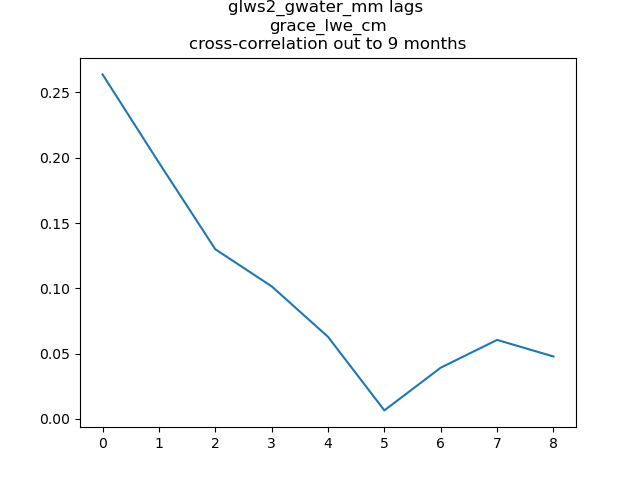 glws2_gwater_mm lags
grace_lwe_cm
cross-correlation out to 9 months
0.25
0.20
0.15
0.10
0.05
0.00
0 1 2 3 4 5 6 7 8